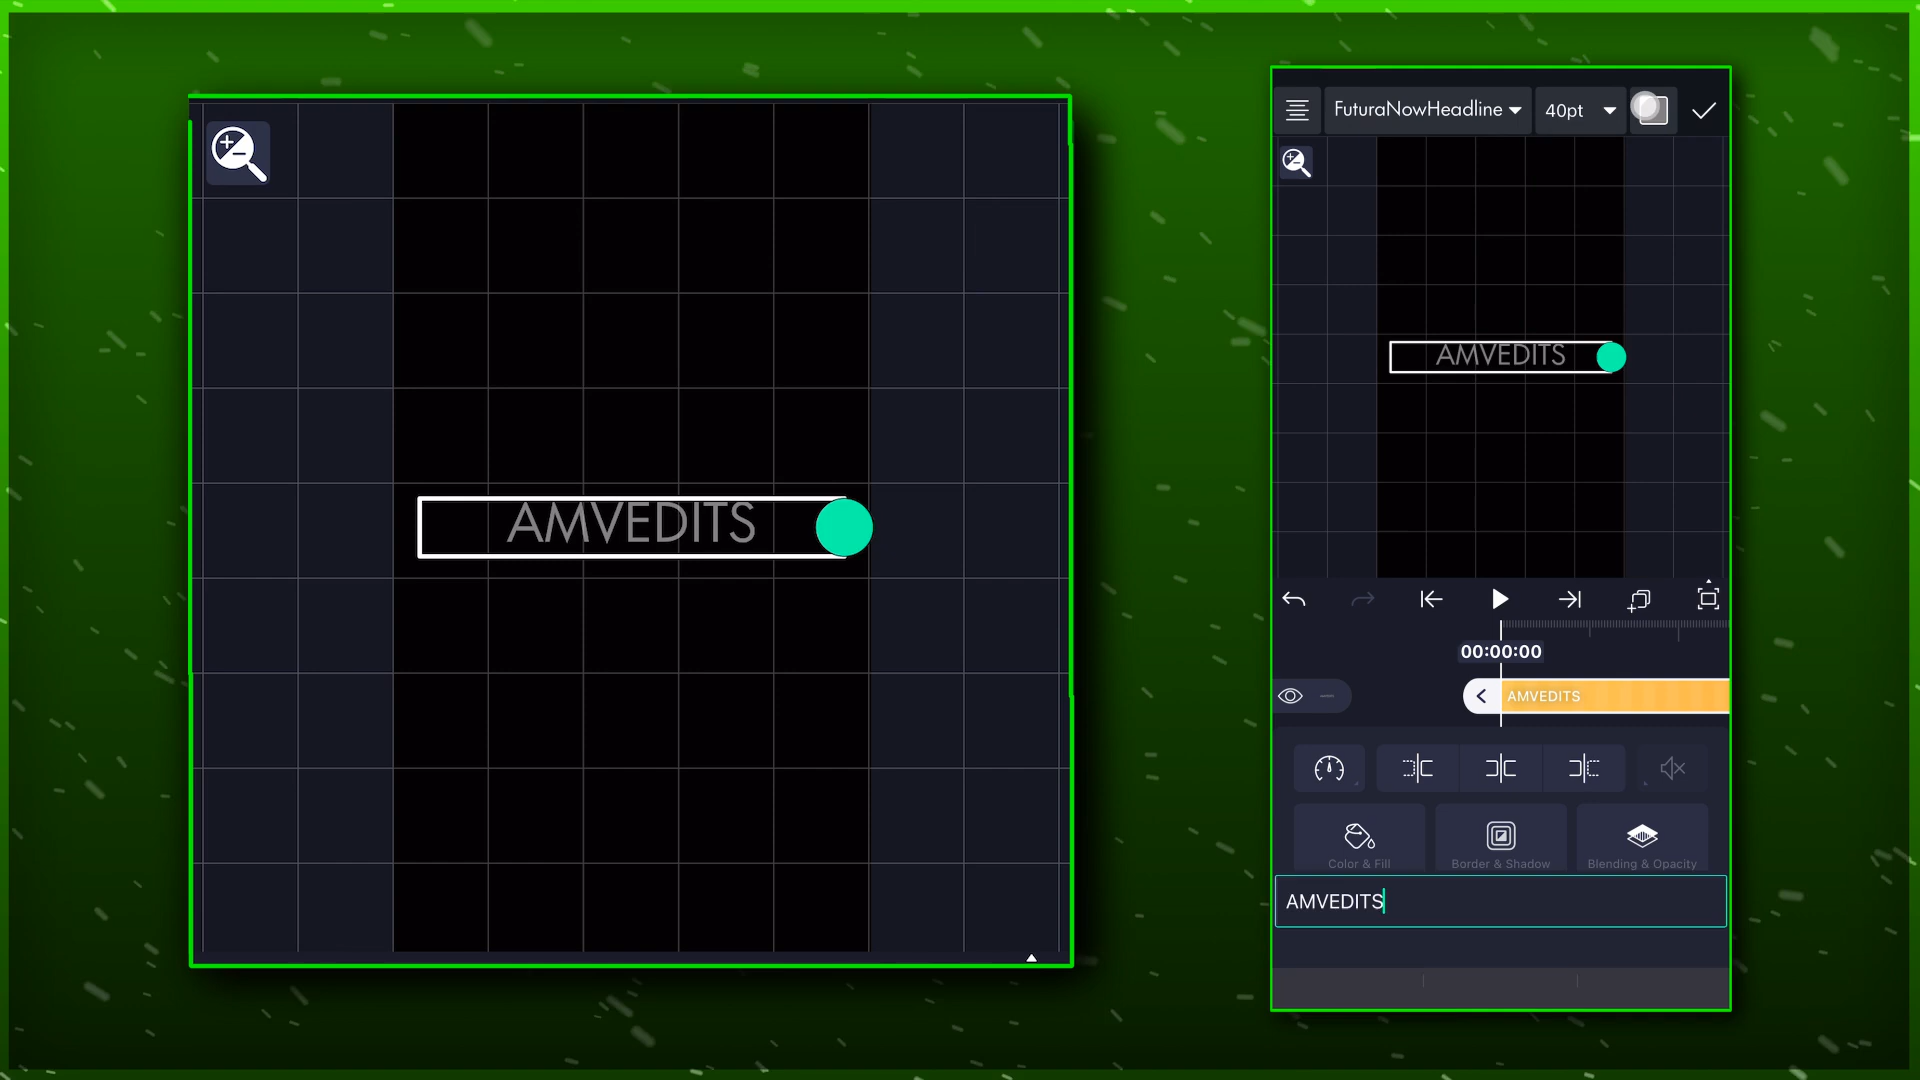 AMVEDITS
FuturaNowHeadline
40pt
AMVEDITS
00:00:00
AMVEDITS
Color & Fill
Border & Shadow
Blending & Opacity
AMVEDITS